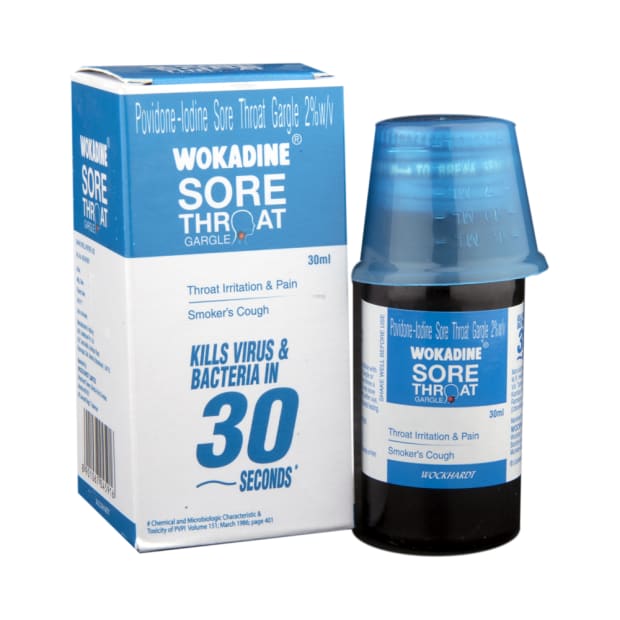 Povidone-Iodine Sore Throat Gargle 2%w/v
WOKADINE®
SORE
THROAT
GARGLE
30ml
Throat Irritation & Pain
Smoker's Cough
KILLS VIRUS &
BACTERIA IN
30
SECONDS*
# Chemical and Microbiologic Characteristic &
Toxicity of PVPI Volume 151; March 1986; page 401
SHAKE WELL BEFORE USE
Povidone-Iodine Sore Throat Gargle 2%w/v
WOKADINE®
SORE
THROAT
GARGLE
30ml
Throat Irritation & Pain
Smoker's Cough
WOCKHARDT